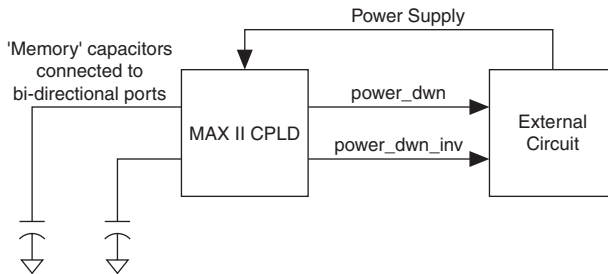 Power Supply
'Memory' capacitors
connected to
bi-directional ports
power_dwn
MAX II CPLD
External
Circuit
power_dwn_inv